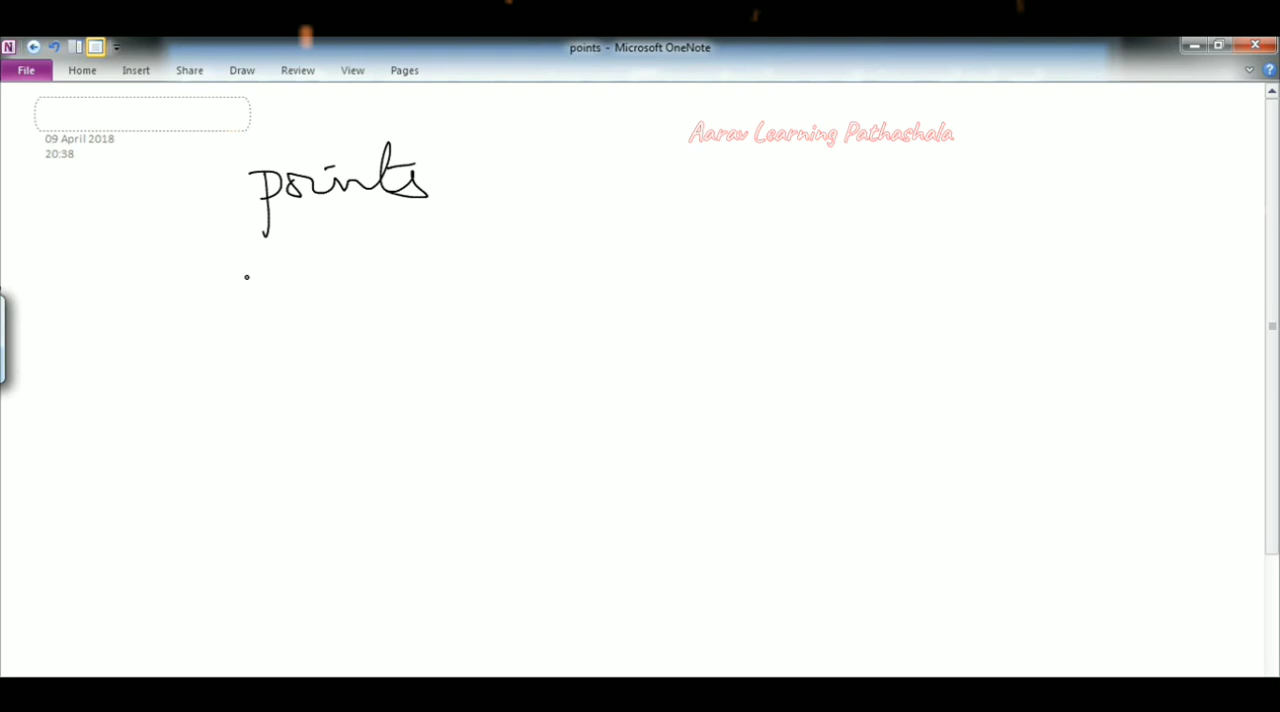 points - Microsoft OneNote
File Home Insert Share Draw Review View Pages
Aarav Learning Pathashala
09 April 2018
20:38
points